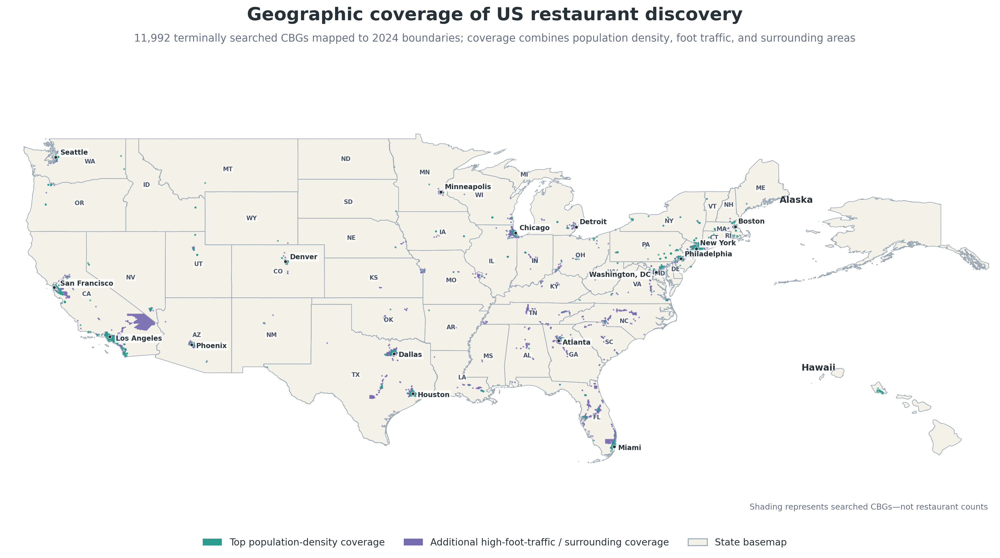 Geographic coverage of US restaurant discovery
11,992 terminally searched CBGs mapped to 2024 boundaries; coverage combines population density, foot traffic, and surrounding areas
Seattle
WA
MT
ND
MN
MI
ID
Minneapolis
WI
ME
OR
SD
Alaska
VT
NH
WY
Detroit
NY
Boston
Chicago
MA
NE
IA
CT
RI
New York
PA
Philadelphia
Denver
OH
UT
IL
IN
CO
DE
WV
Washington, DC
MD
NV
KS
MO
San Francisco
VA
KY
CA
TN
OK
NC
AR
AZ
NM
Los Angeles
Phoenix
Atlanta
SC
Dallas
MS
AL
GA
Hawaii
TX
LA
Houston
FL
Miami
Shading represents searched CBGs—not restaurant counts
Top population-density coverage
Additional high-foot-traffic / surrounding coverage
State basemap